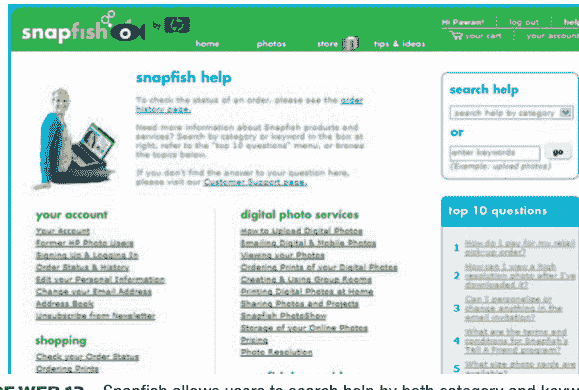 snapfish by hp
Hi Pawan! log out help
your cart your account
home photos store tips & ideas
snapfish help
To check the status of an order, please see the order
history page.
Need more information about Snapfish products and
services? Search by category or keyword in the box at
right, refer to the "top 10 questions" menu, or browse
the topics below.
If you don't find the answer to your question here,
please visit our Customer Support page.
search help
search help by category
or
enter keywords go
(Example: upload photos)
your account
Your Account
Former HP Photo Users
Signing Up & Logging In
Order Status & History
Edit your Personal Information
Change your Email Address
Address Book
Unsubscribe from Newsletter
shopping
Check your Order Status
Ordering Prints
digital photo services
How to Upload Digital Photos
Emailing Digital & Mobile Photos
Viewing your Photos
Ordering Prints of your Digital Photos
Creating & Using Group Rooms
Printing Digital Photos at Home
Sharing Photos and Projects
Snapfish PhotoShow
Storage of your Online Photos
Pricing
Photo Resolution
top 10 questions
1 How do I pay for my retail
pick-up order?
2 How can I view a high
resolution photo after I've
downloaded it?
3 Can I personalize or
change anything in the
email invitation?
4 What are the terms and
conditions for Snapfish's
Tell A Friend program?
5 What size photo cards are
available?
WEB 13 Snapfish allows users to search help by both category and